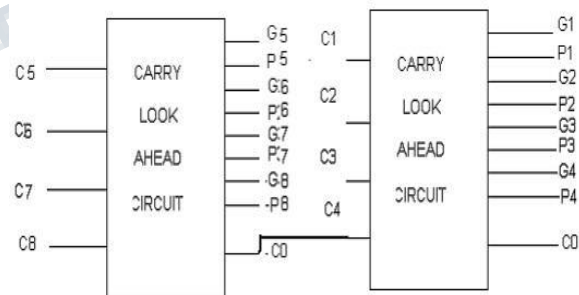 C5
C6
C7
C8
CARRY
LOOK
AHEAD
CIRCUIT
G5
P5
G6
P6
G7
P7
G8
P8
C0
C1
C2
C3
C4
CARRY
LOOK
AHEAD
CIRCUIT
G1
P1
G2
P2
G3
P3
G4
P4
C0